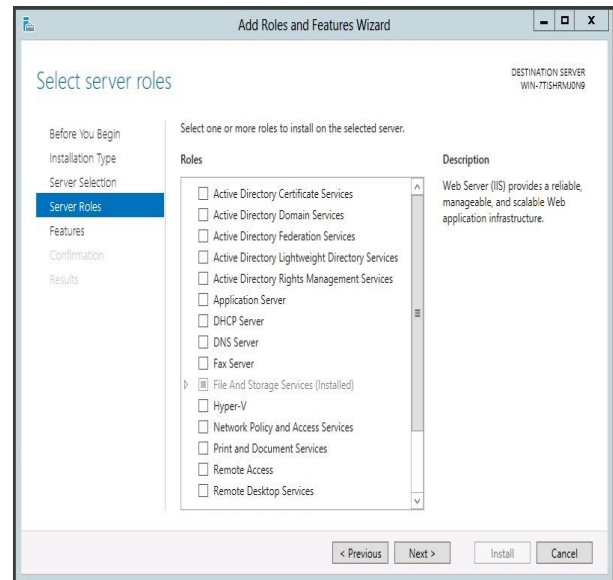 Add Roles and Features Wizard
Select server roles
DESTINATION SERVER
WIN-7TISHRMJ0N9
Before You Begin
Installation Type
Server Selection
Server Roles
Features
Confirmation
Results
Select one or more roles to install on the selected server.
Roles
Active Directory Certificate Services
Active Directory Domain Services
Active Directory Federation Services
Active Directory Lightweight Directory Services
Active Directory Rights Management Services
Application Server
DHCP Server
DNS Server
Fax Server
File And Storage Services (Installed)
Hyper-V
Network Policy and Access Services
Print and Document Services
Remote Access
Remote Desktop Services
Description
Web Server (IIS) provides a reliable,
manageable, and scalable Web
application infrastructure.
< Previous
Next >
Install
Cancel